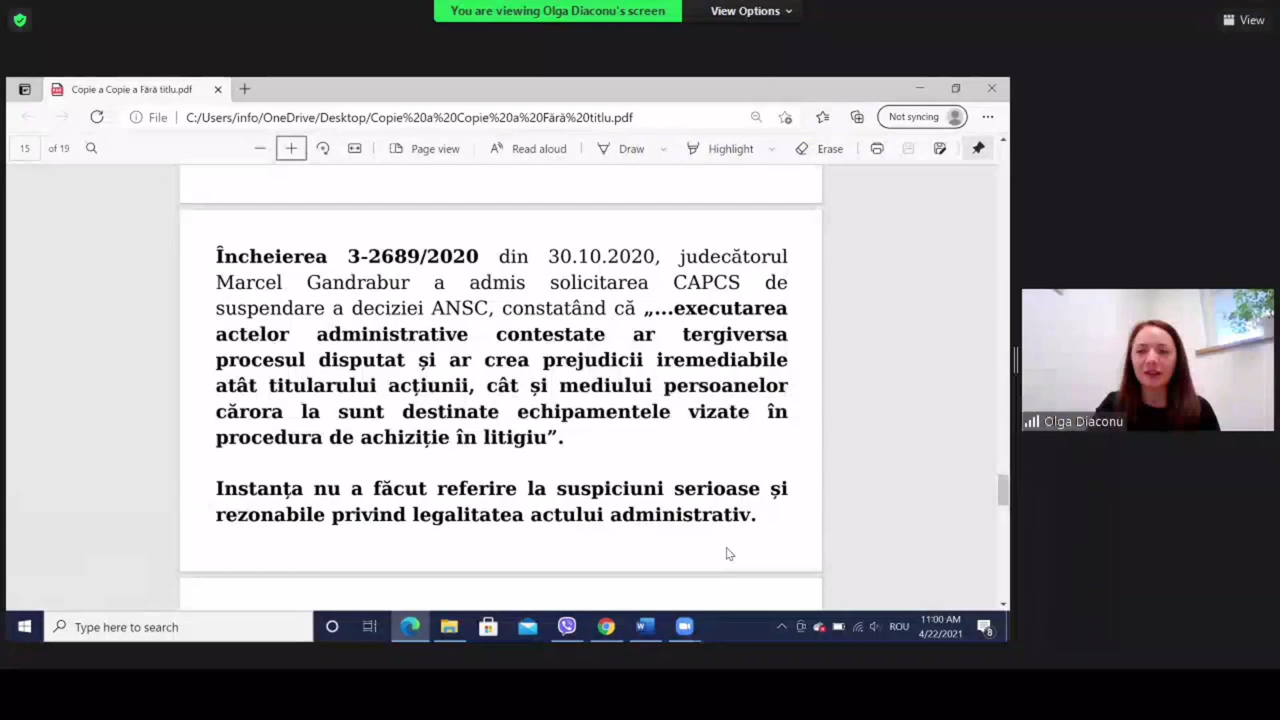 You are viewing Olga Diaconu's screen
View Options
View
Copie a Copie a Fără titlu.pdf
File
C:/Users/info/OneDrive/Desktop/Copie%20a%20Copie%20a%20Fără%20titlu.pdf
Not syncing
15 of 19
Page view
Read aloud
Draw
Highlight
Erase
Încheierea 3-2689/2020 din 30.10.2020, judecătorul
Marcel Gandrabur a admis solicitarea CAPCS de
suspendare a deciziei ANSC, constatând că „...executarea
actelor administrative contestate ar tergiversa
procesul disputat și ar crea prejudicii iremediabile
atât titularului acțiunii, cât și mediului persoanelor
cărora la sunt destinate echipamentele vizate în
procedura de achiziție în litigiu”.
Instanța nu a făcut referire la suspiciuni serioase și
rezonabile privind legalitatea actului administrativ.
Olga Diaconu
Type here to search
ROU
11:00 AM
4/22/2021
8